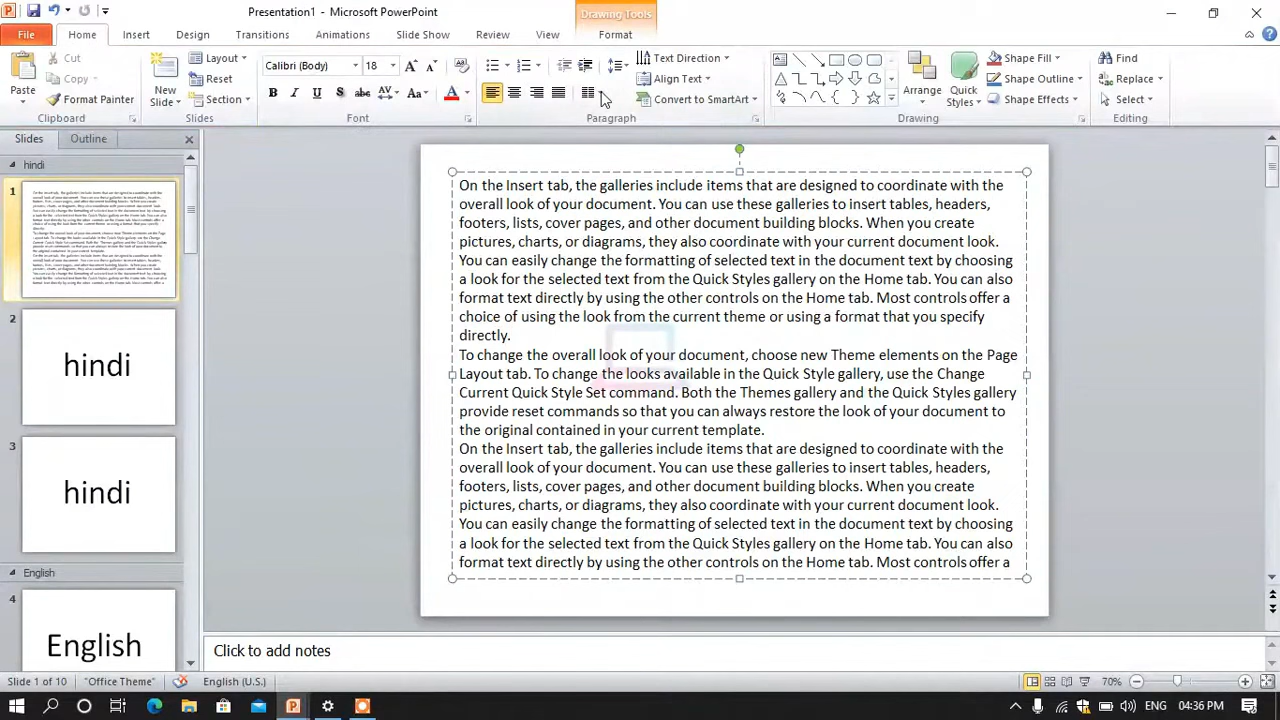 Presentation1 - Microsoft PowerPoint
Drawing Tools
File Home Insert Design Transitions Animations Slide Show Review View Format
Paste
Cut
Copy
Format Painter
Clipboard
New Slide
Layout
Reset
Section
Slides
Calibri (Body) 18
Font
Text Direction
Align Text
Convert to SmartArt
Paragraph
Arrange
Quick Styles
Shape Fill
Shape Outline
Shape Effects
Drawing
Find
Replace
Select
Editing
Slides Outline
hindi
1
2
hindi
3
hindi
English
4
English
On the Insert tab, the galleries include items that are designed to coordinate with the
overall look of your document. You can use these galleries to insert tables, headers,
footers, lists, cover pages, and other document building blocks. When you create
pictures, charts, or diagrams, they also coordinate with your current document look.
You can easily change the formatting of selected text in the document text by choosing
a look for the selected text from the Quick Styles gallery on the Home tab. You can also
format text directly by using the other controls on the Home tab. Most controls offer a
choice of using the look from the current theme or using a format that you specify
directly.
To change the overall look of your document, choose new Theme elements on the Page
Layout tab. To change the looks available in the Quick Style gallery, use the Change
Current Quick Style Set command. Both the Themes gallery and the Quick Styles gallery
provide reset commands so that you can always restore the look of your document to
the original contained in your current template.
On the Insert tab, the galleries include items that are designed to coordinate with the
overall look of your document. You can use these galleries to insert tables, headers,
footers, lists, cover pages, and other document building blocks. When you create
pictures, charts, or diagrams, they also coordinate with your current document look.
You can easily change the formatting of selected text in the document text by choosing
a look for the selected text from the Quick Styles gallery on the Home tab. You can also
format text directly by using the other controls on the Home tab. Most controls offer a
Click to add notes
Slide 1 of 10 "Office Theme" English (U.S.) 70%
ENG 04:36 PM